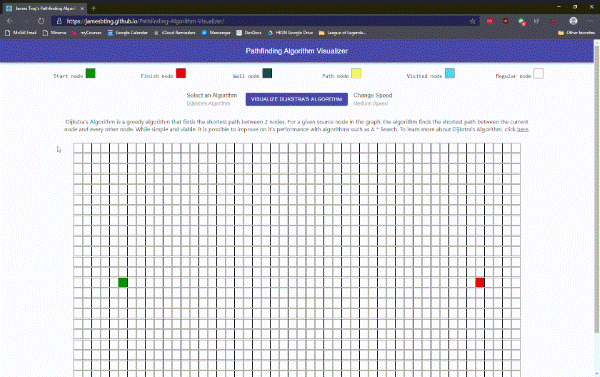 James Ting's Pathfinding Algor
https://jamesbting.github.io/Pathfinding-Algorithm-Visualizer/
McGill Email
Minerva
myCourses
Google Calendar
iCloud Reminders
Messenger
DevDocs
HKGN Google Drive
League of Legends...
Other favorites
Pathfinding Algorithm Visualizer
Start node
Finish node
Wall node
Path node
Visited node
Regular node
Select an Algorithm
Dijkstra's Algorithm
VISUALIZE DIJKSTRA'S ALGORITHM
Change Speed
Medium Speed
Dijkstra's Algorithm is a greedy algorithm that finds the shortest path between 2 nodes. For a given source node in the graph, the algorithm finds the shortest path between the current
node and every other node. While simple and viable, it is possible to improve on it's performance with algorithms such as A * Search. To learn more about Dijkstra's Algorithm, click here.